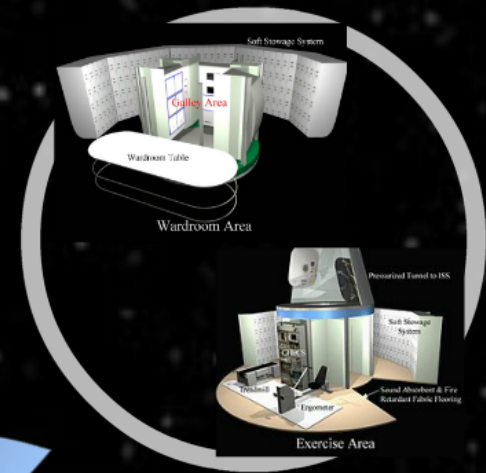 Soft Stowage System
Galley Area
Wardroom Table
Wardroom Area
Pressurized Tunnel to ISS
Soft Stowage
System
CHeCS
Treadmill
Sound Absorbent & Fire
Retardant Fabric Flooring
Ergometer
Exercise Area